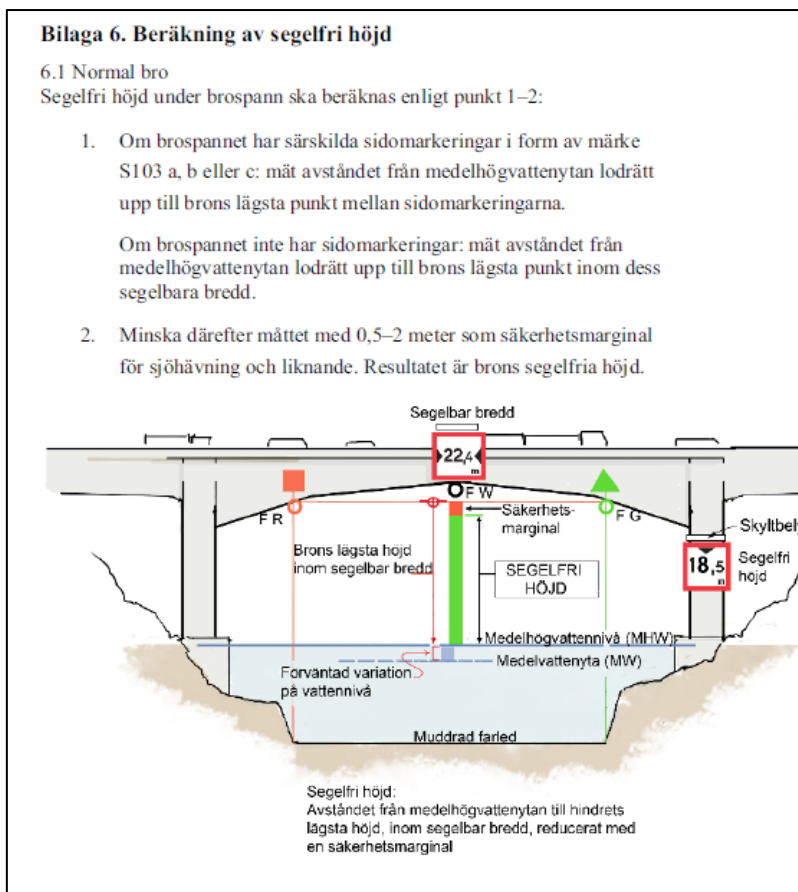 Bilaga 6. Beräkning av segelfri höjd
6.1 Normal bro
Segelfri höjd under brospann ska beräknas enligt punkt 1–2:
1. Om brospannet har särskilda sidomarkeringar i form av märke
S103 a, b eller c: mät avståndet från medelhögvattenytan lodrätt
upp till brons lägsta punkt mellan sidomarkeringarna.
Om brospannet inte har sidomarkeringar: mät avståndet från
medelhögvattenytan lodrätt upp till brons lägsta punkt inom dess
segelbara bredd.
2. Minska därefter måttet med 0,5–2 meter som säkerhetsmarginal
för sjöhävning och liknande. Resultatet är brons segelfria höjd.
Segelbar bredd
22,4
m
F W
F R
F G
Säkerhets-
marginal
Skyltbely
Brons lägsta höjd
inom segelbar bredd
SEGELFRI
HÖJD
18,5
m
Segelfri
höjd
Medelhögvattennivå (MHW)
Medelvattenyta (MW)
Förväntad variation
på vattennivå
Muddrad farled
Segelfri höjd:
Avståndet från medelhögvattenytan till hindrets
lägsta höjd, inom segelbar bredd, reducerat med
en säkerhetsmarginal